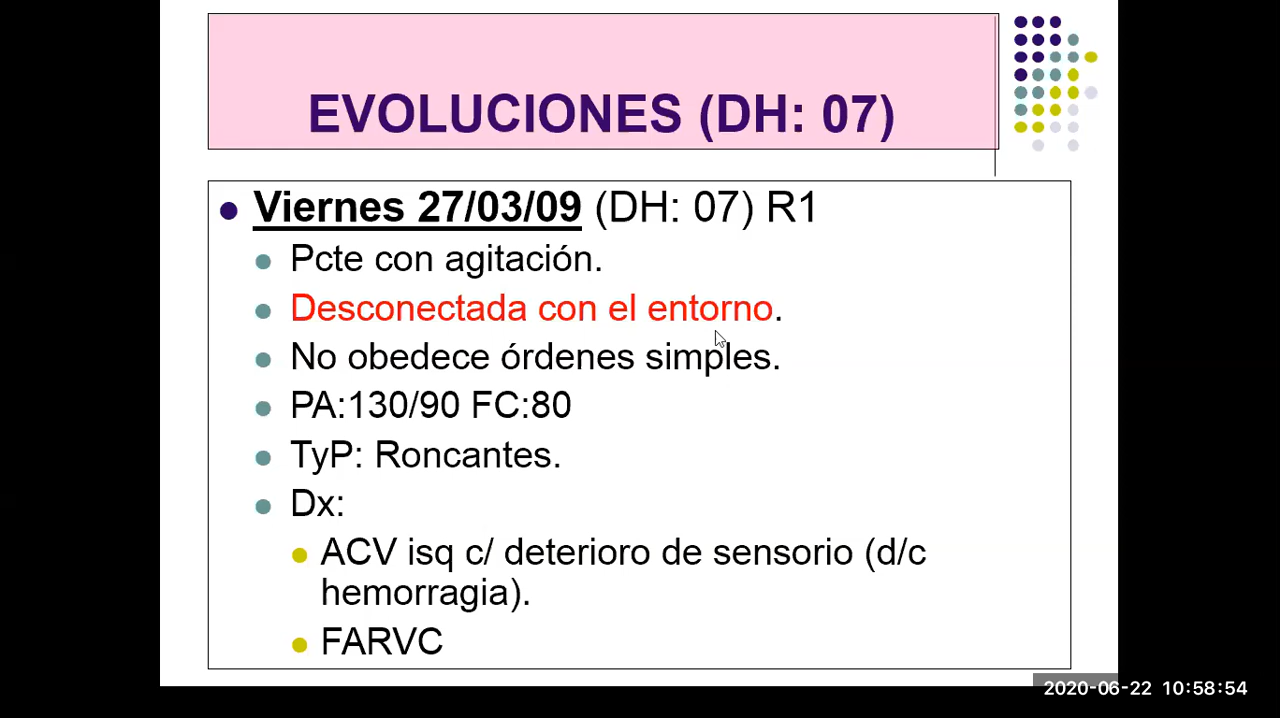 EVOLUCIONES (DH: 07)
Viernes 27/03/09 (DH: 07) R1
Pcte con agitación.
Desconectada con el entorno.
No obedece órdenes simples.
PA:130/90 FC:80
TyP: Roncantes.
Dx:
ACV isq c/ deterioro de sensorio (d/c
hemorragia).
FARVC
2020-06-22 10:58:54